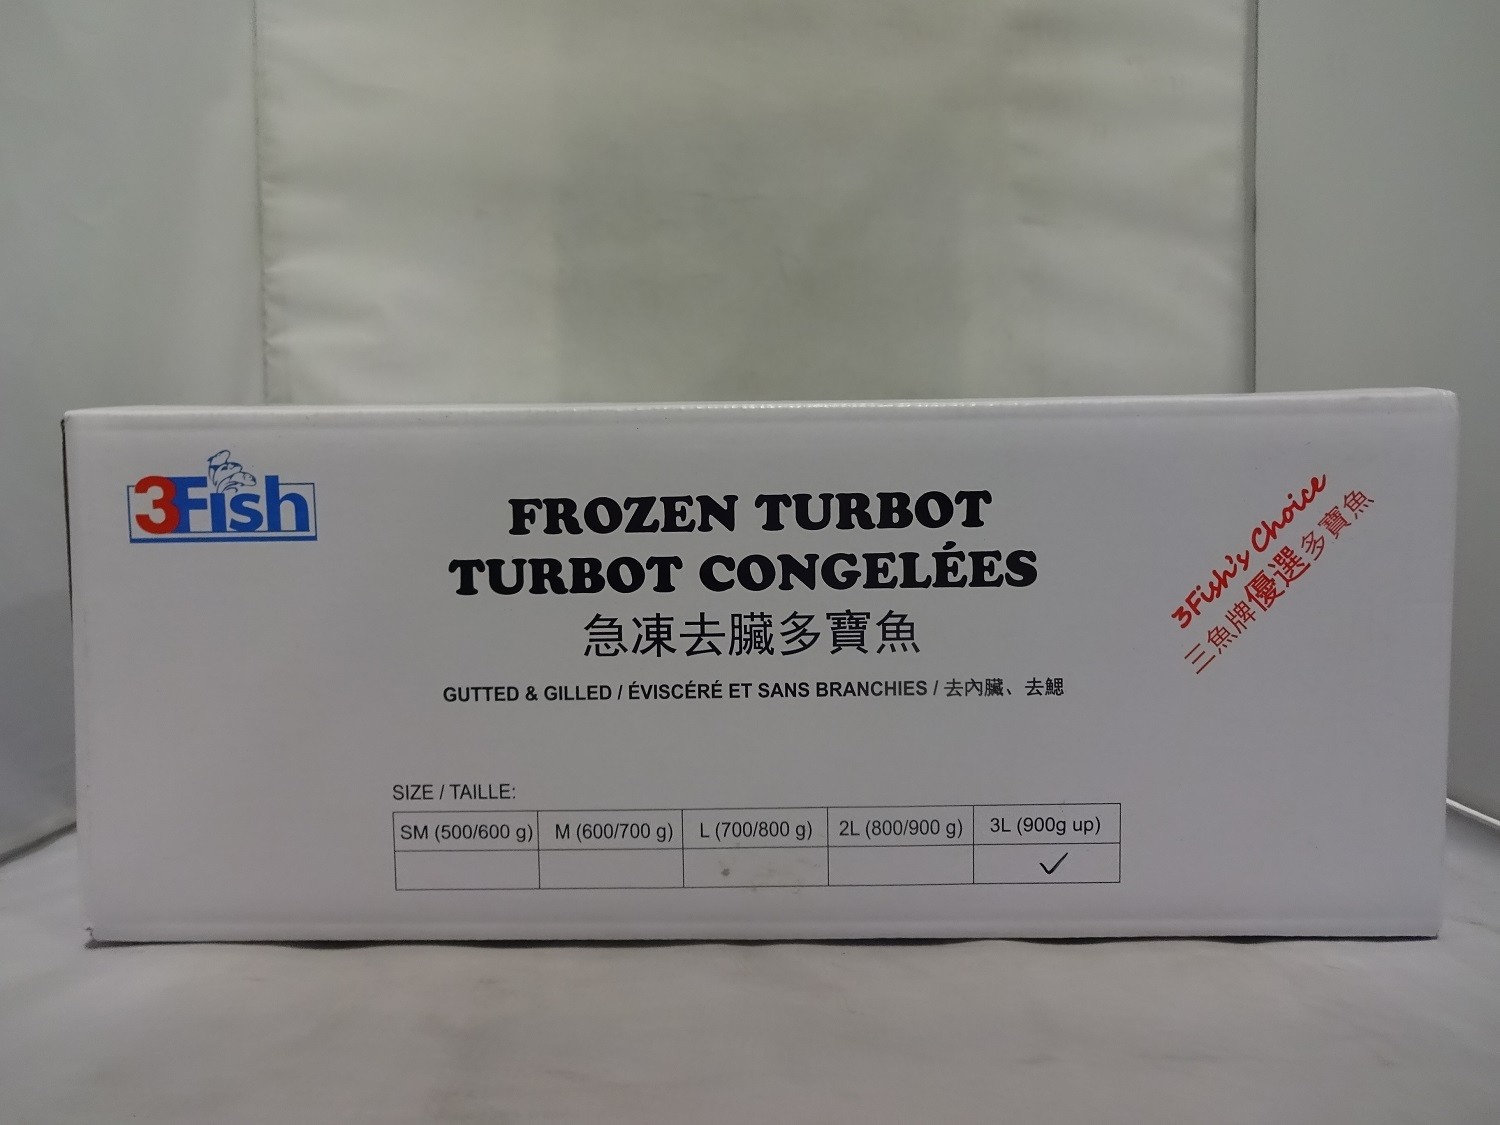 3Fish
FROZEN TURBOT
TURBOT CONGELÉES
急凍去臟多寶魚
GUTTED & GILLED / ÉVISCÉRÉ ET SANS BRANCHIES / 去內臟、去鰓
3Fish's Choice
三魚牌優選多寶魚
SIZE / TAILLE:
SM (500/600 g) M (600/700 g) L (700/800 g) 2L (800/900 g) 3L (900g up)
✓